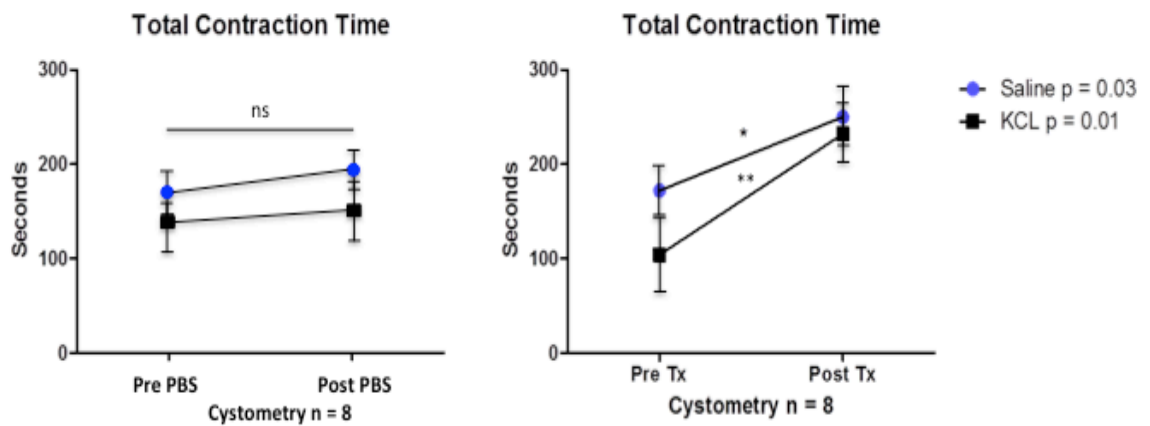 Total Contraction Time
300
200
100
0
Seconds
ns
Pre PBS
Post PBS
Cystometry n = 8
Total Contraction Time
300
200
100
0
Seconds
*
**
Pre Tx
Post Tx
Cystometry n = 8
Saline p = 0.03
KCL p = 0.01